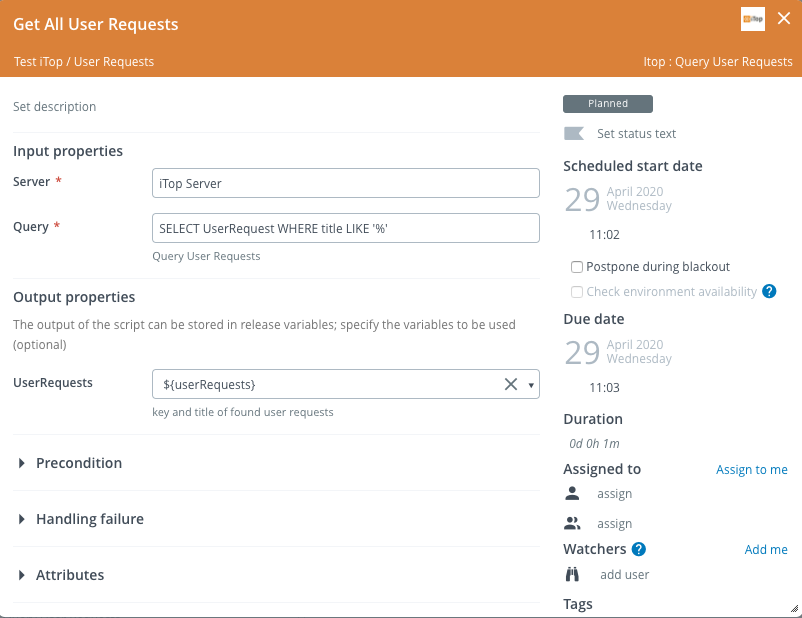 Get All User Requests
iTop
Test iTop / User Requests
Itop : Query User Requests
Set description
Input properties
Server *
iTop Server
Query *
SELECT UserRequest WHERE title LIKE '%'
Query User Requests
Output properties
The output of the script can be stored in release variables; specify the variables to be used
(optional)
UserRequests
${userRequests}
key and title of found user requests
Precondition
Handling failure
Attributes
Planned
Set status text
Scheduled start date
29
April 2020
Wednesday
11:02
Postpone during blackout
Check environment availability ?
Due date
29
April 2020
Wednesday
11:03
Duration
0d 0h 1m
Assigned to
Assign to me
assign
assign
Watchers ?
Add me
add user
Tags